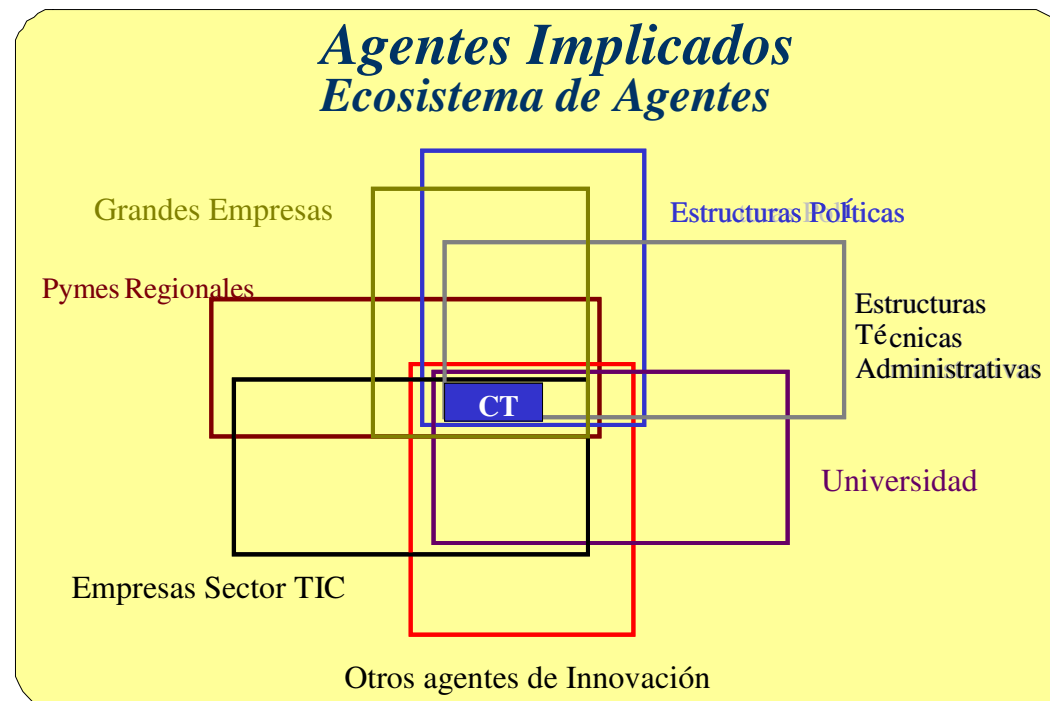 Agentes Implicados
Ecosistema de Agentes
Grandes Empresas
Estructuras Políticas
Pymes Regionales
Estructuras
Técnicas
Administrativas
CT
Universidad
Empresas Sector TIC
Otros agentes de Innovación